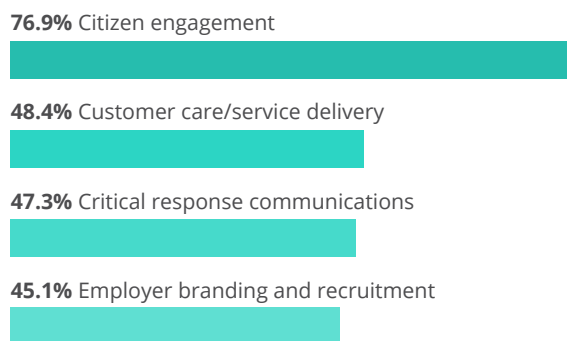 76.9% Citizen engagement
48.4% Customer care/service delivery
47.3% Critical response communications
45.1% Employer branding and recruitment